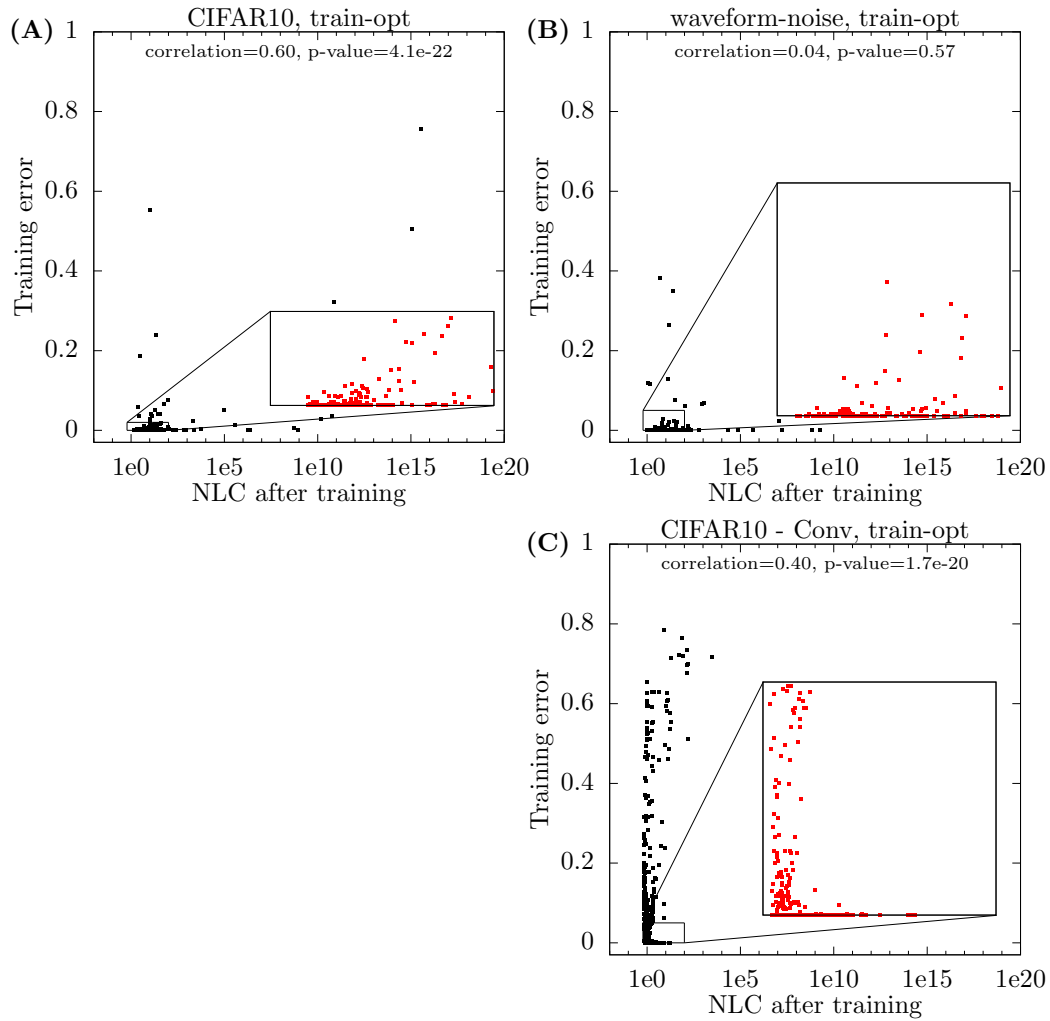 (A)
CIFAR10, train-opt
correlation=0.60, p-value=4.1e-22
1
0.8
0.6
0.4
0.2
0
Training error
1e0
1e5
1e10
1e15
1e20
NLC after training
(B)
waveform-noise, train-opt
correlation=0.04, p-value=0.57
1
0.8
0.6
0.4
0.2
0
Training error
1e0
1e5
1e10
1e15
1e20
NLC after training
(C)
CIFAR10 - Conv, train-opt
correlation=0.40, p-value=1.7e-20
1
0.8
0.6
0.4
0.2
0
Training error
1e0
1e5
1e10
1e15
1e20
NLC after training